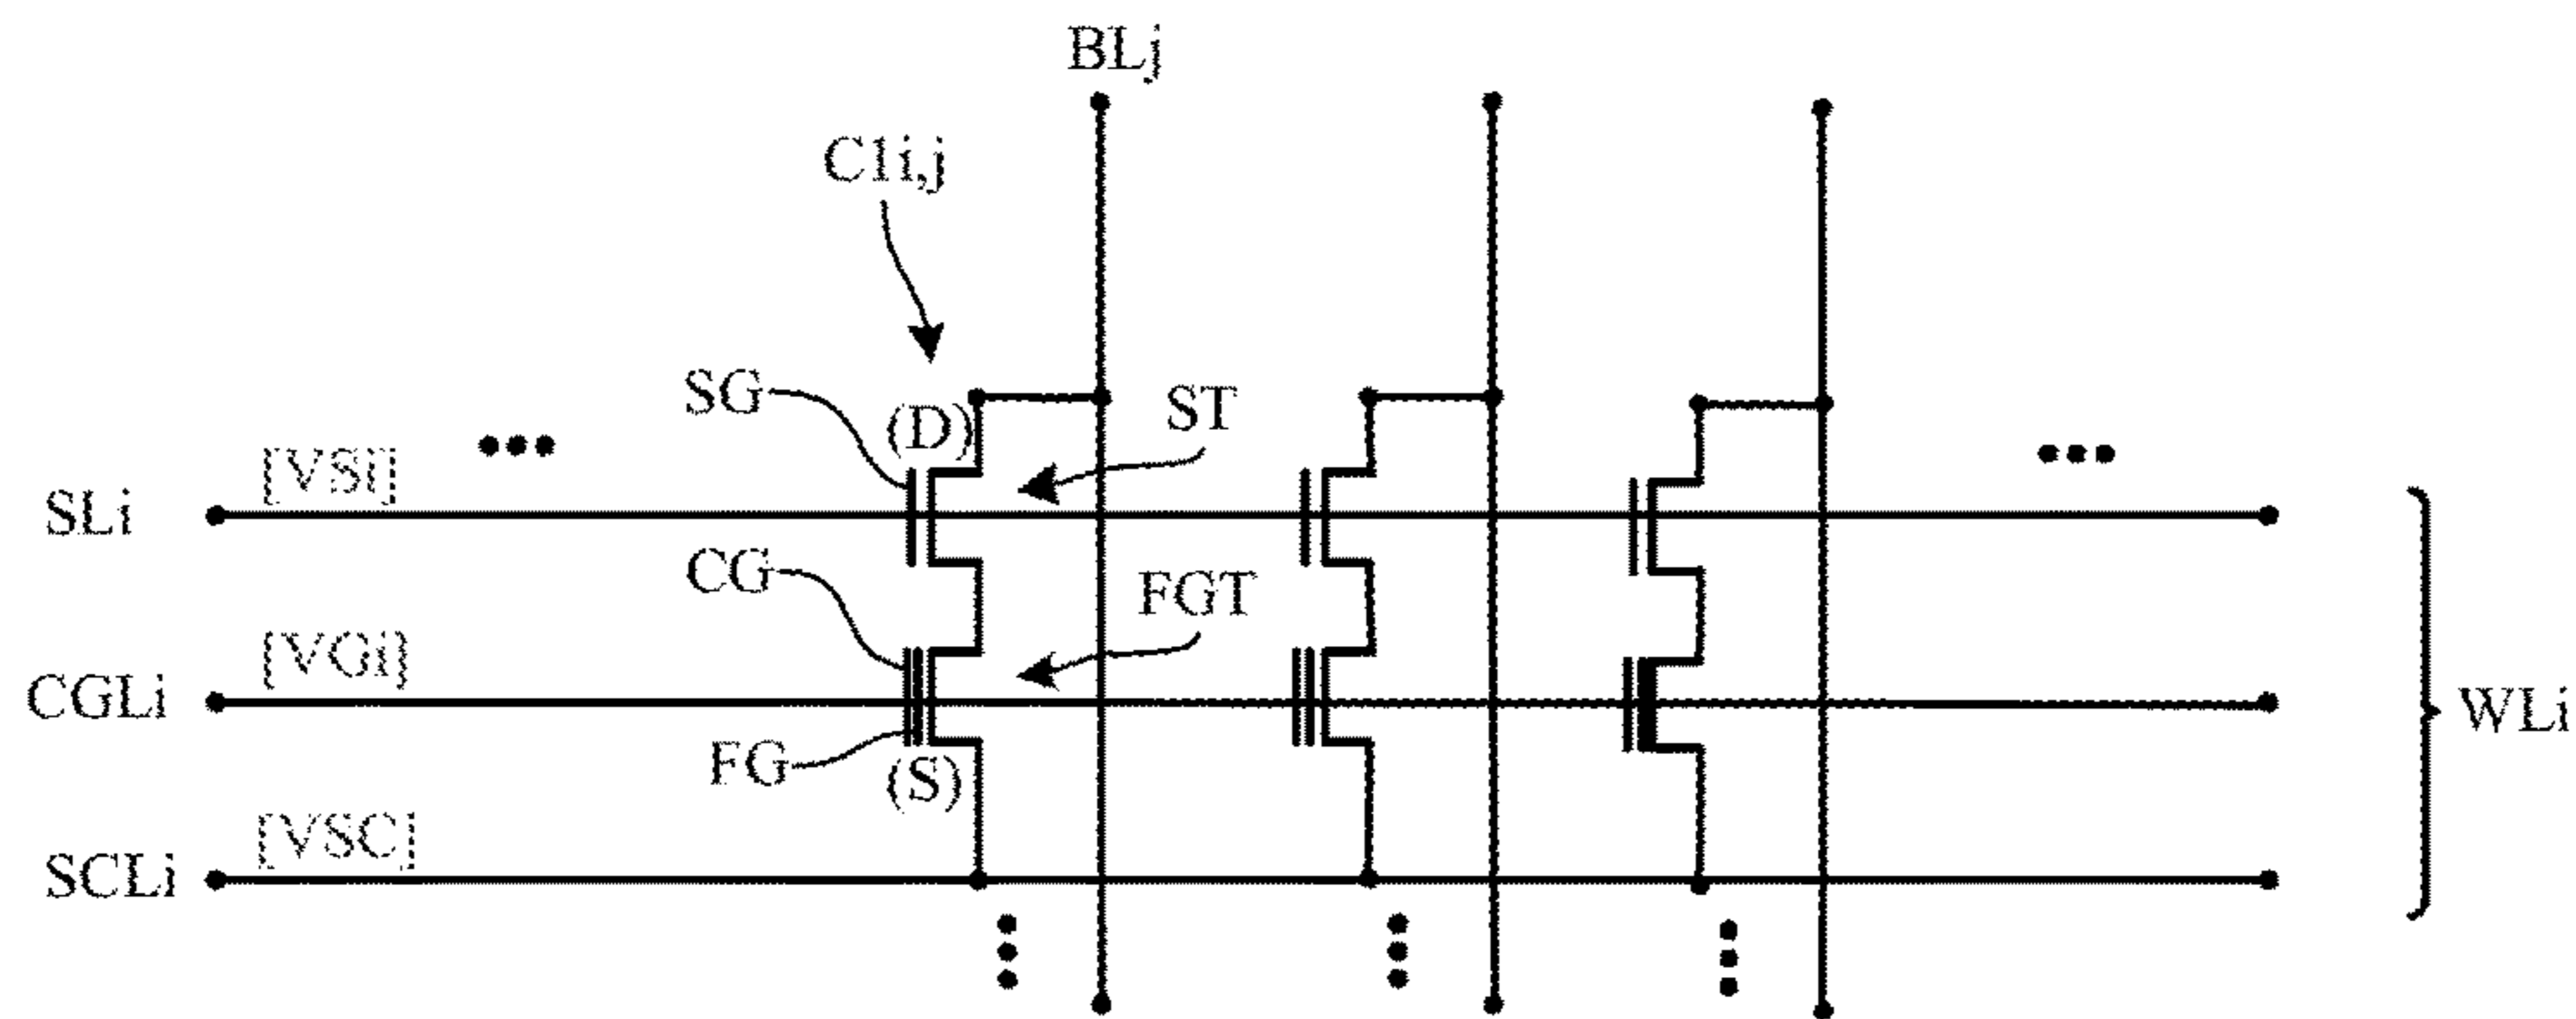 BLj
C1i,j
SG
(D)
ST
[VSi]
SLi
CG
FGT
[VGi]
CGLi
WLi
FG
(S)
[VSC]
SCLi